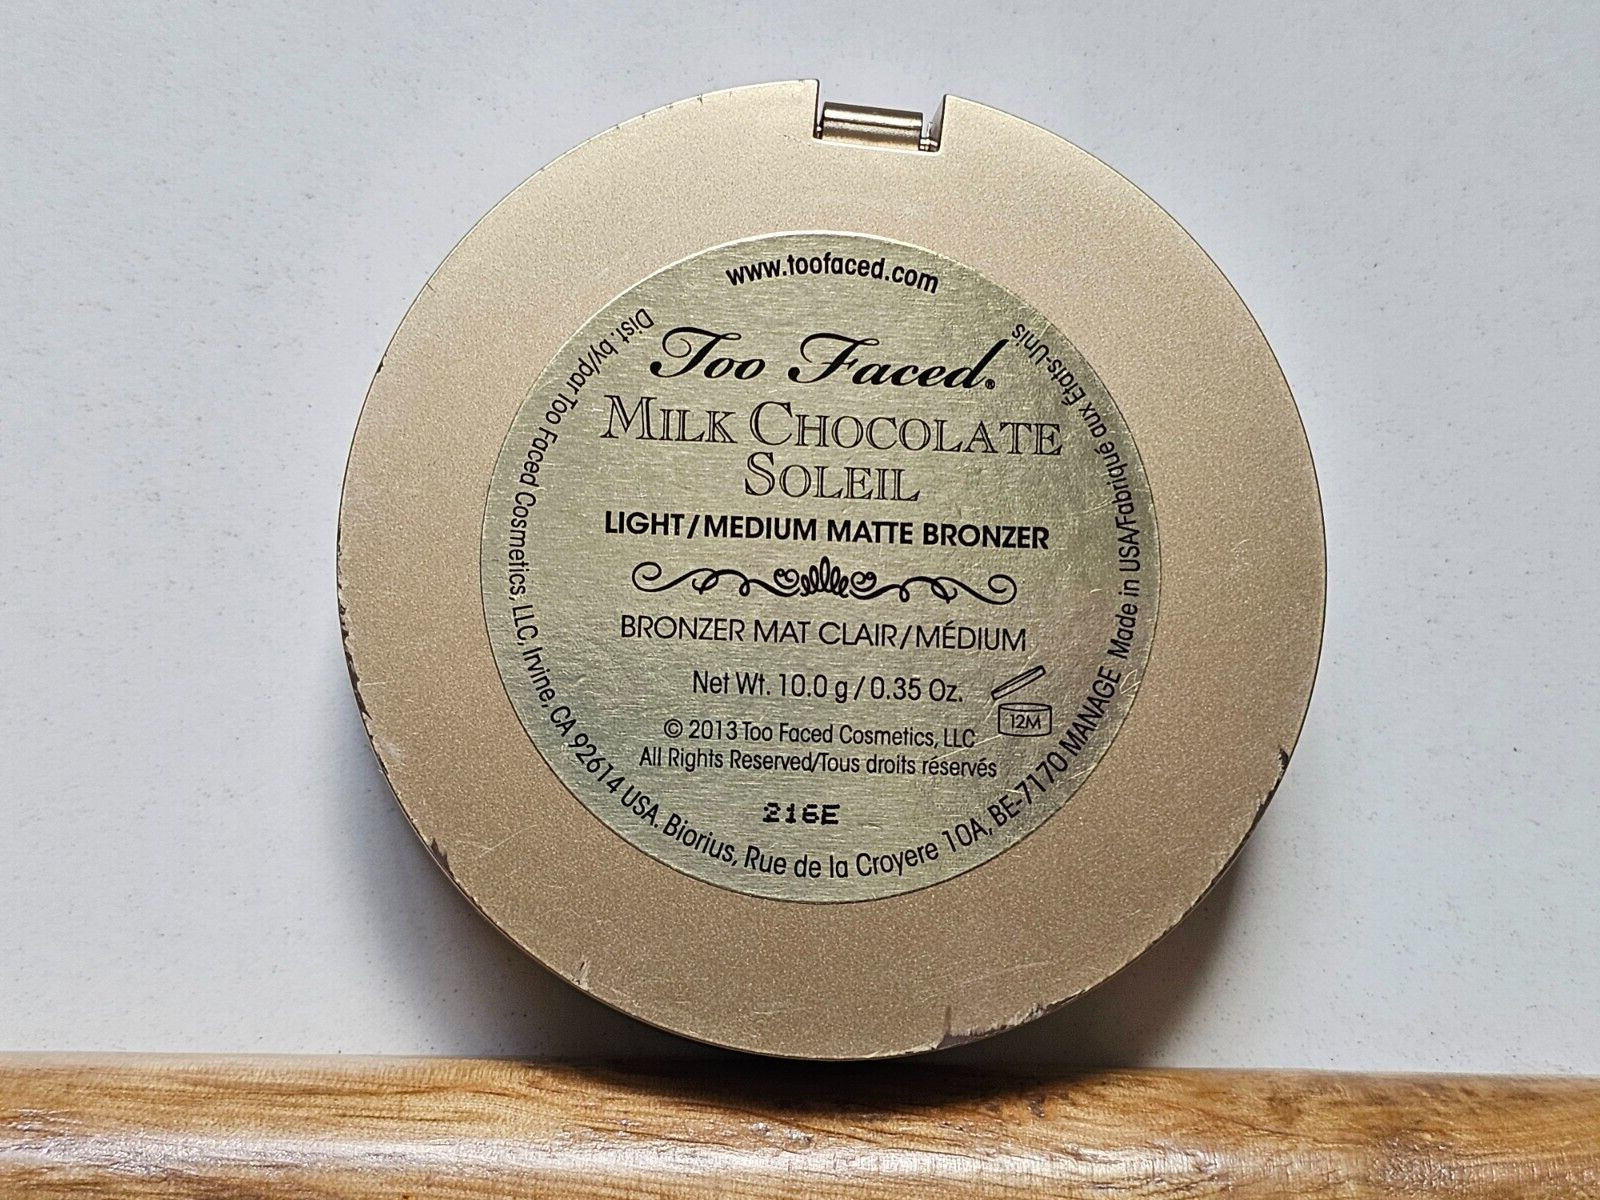 www.toofaced.com
Too Faced®
MILK CHOCOLATE
SOLEIL
LIGHT/MEDIUM MATTE BRONZER
BRONZER MAT CLAIR/MÉDIUM
Net Wt. 10.0 g / 0.35 Oz.
12M
© 2013 Too Faced Cosmetics, LLC
All Rights Reserved/Tous droits réservés
216E
Dist. by/par Too Faced Cosmetics, LLC, Irvine, CA 92614 USA. Biorius, Rue de la Croyere 10A, BE-7170 MANAGE Made in USA/Fabriqué aux États-Unis